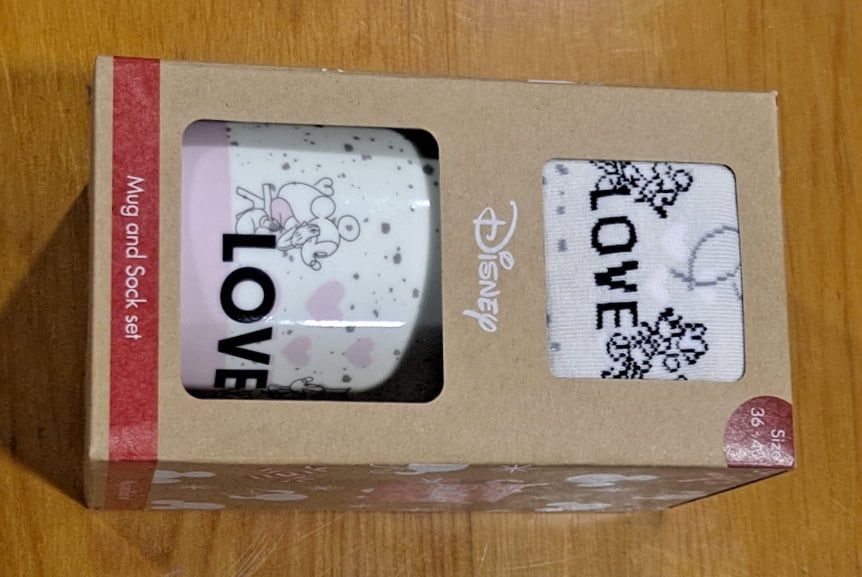 Size
LOVE
Disney
LOVE
Mug and Sock set